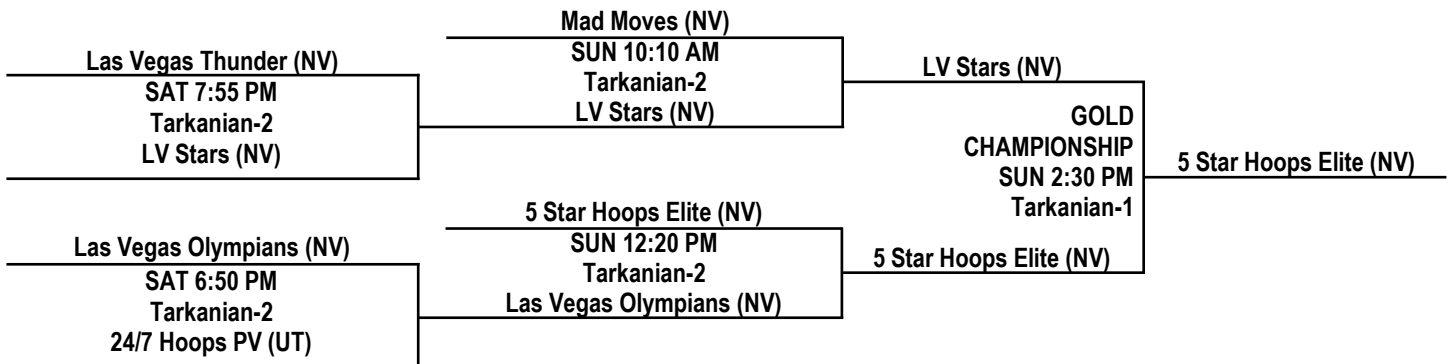 Mad Moves (NV)
Las Vegas Thunder (NV)
SUN 10:10 AM
LV Stars (NV)
SAT 7:55 PM
Tarkanian-2
Tarkanian-2
LV Stars (NV)
GOLD
LV Stars (NV)
CHAMPIONSHIP
5 Star Hoops Elite (NV)
SUN 2:30 PM
5 Star Hoops Elite (NV)
Tarkanian-1
Las Vegas Olympians (NV)
SUN 12:20 PM
5 Star Hoops Elite (NV)
SAT 6:50 PM
Tarkanian-2
Tarkanian-2
Las Vegas Olympians (NV)
24/7 Hoops PV (UT)